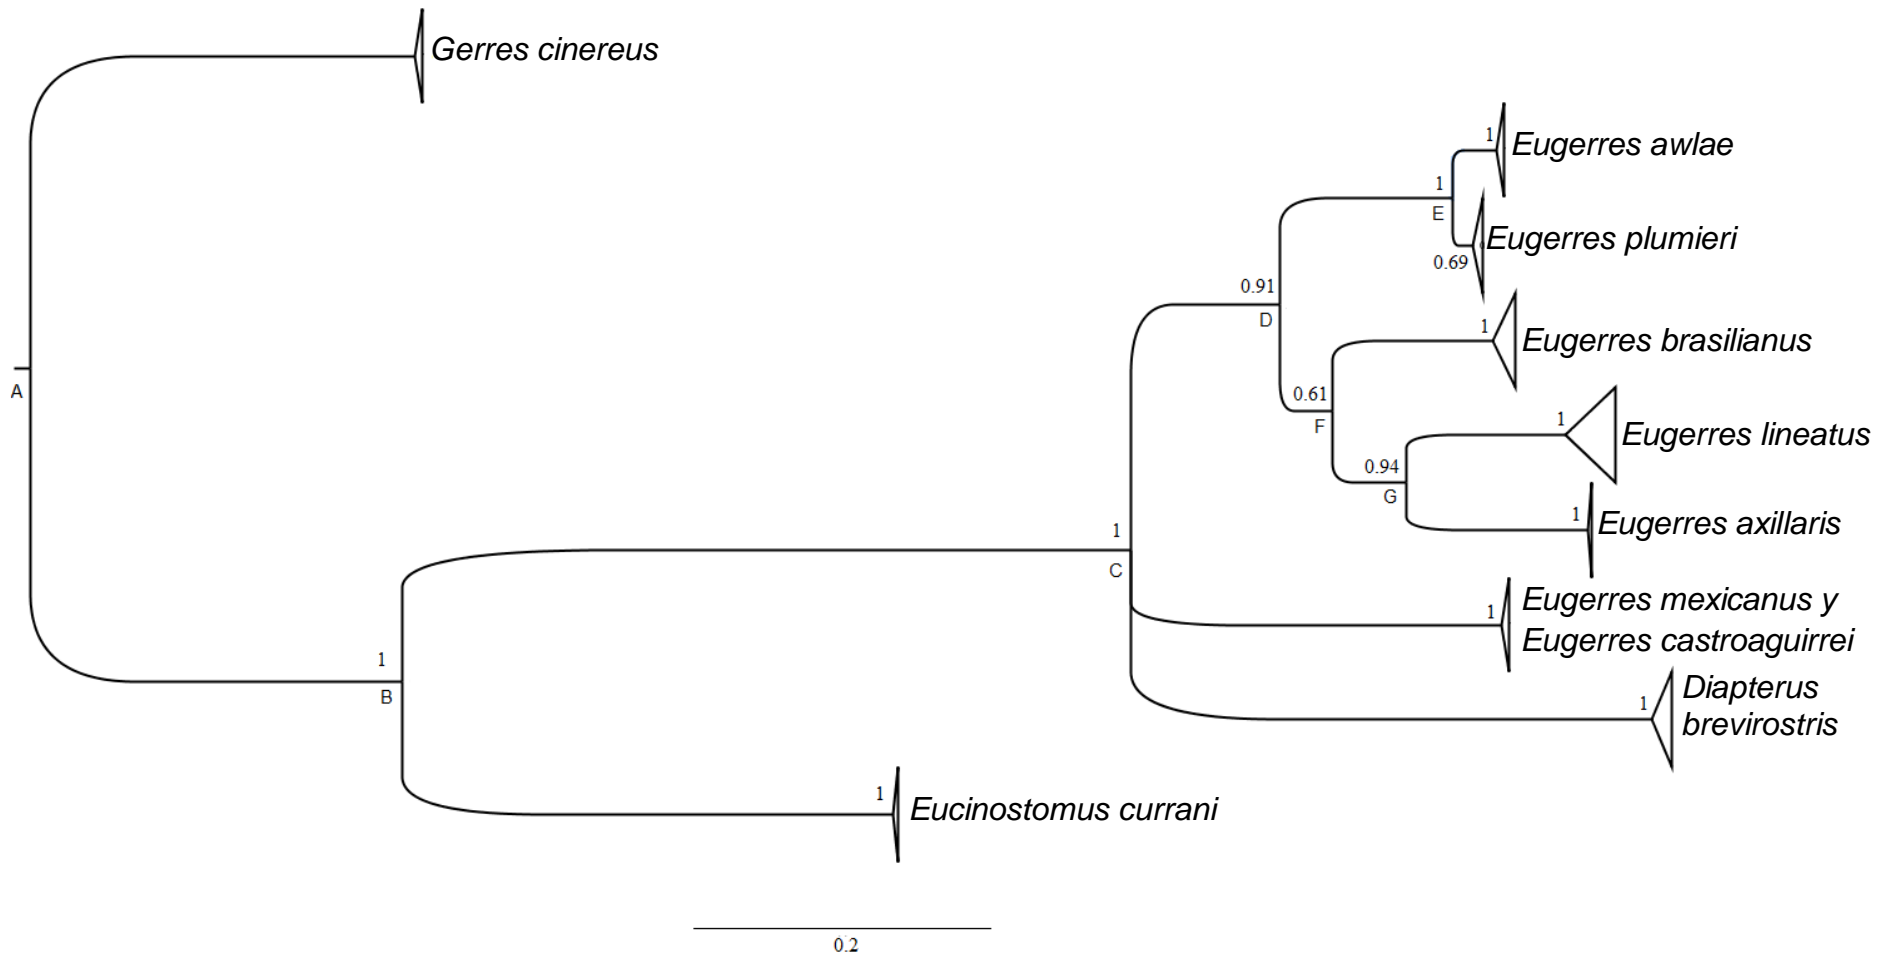 Gerres cinereus
1
Eugerres awlae
1
E
Eugerres plumieri
0.69
0.91
D
1
Eugerres brasilianus
0.61
F
1
Eugerres lineatus
0.94
G
1
Eugerres axillaris
A
1
C
1
Eugerres mexicanus y
Eugerres castroaguirrei
1
B
1
Diapterus
brevirostris
1
Eucinostomus currani
0.2